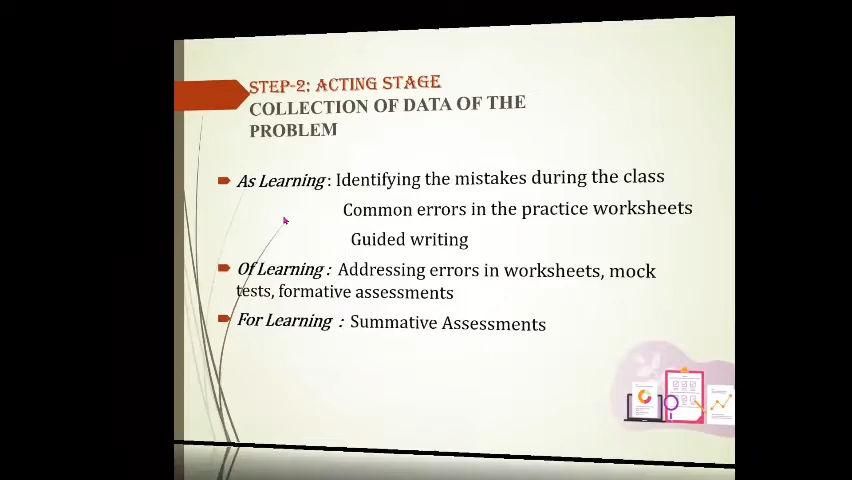 STEP-2: ACTING STAGE
COLLECTION OF DATA OF THE
PROBLEM
As Learning : Identifying the mistakes during the class
Common errors in the practice worksheets
Guided writing
Of Learning : Addressing errors in worksheets, mock
tests, formative assessments
For Learning : Summative Assessments